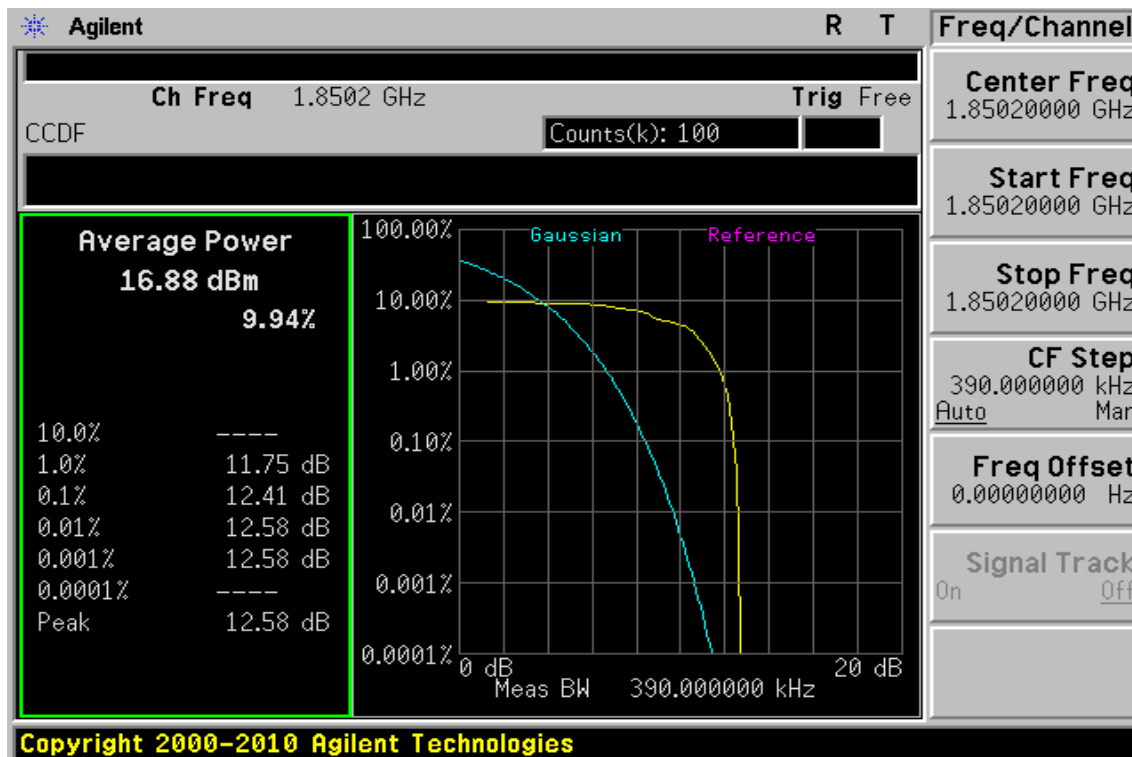 Agilent
R T
Freq/Channel
Ch Freq 1.8502 GHz
Trig Free
CCDF
Counts(k): 100
Center Freq
1.85020000 GHz
Start Freq
1.85020000 GHz
Stop Freq
1.85020000 GHz
CF Step
390.000000 kHz
Auto Man
Freq Offset
0.00000000 Hz
Signal Track
On Off
Average Power
16.88 dBm
9.94%
10.0% ----
1.0% 11.75 dB
0.1% 12.41 dB
0.01% 12.58 dB
0.001% 12.58 dB
0.0001% ----
Peak 12.58 dB
100.00%
Gaussian
Reference
10.00%
1.00%
0.10%
0.01%
0.001%
0.0001%
0 dB
20 dB
Meas BW 390.000000 kHz
Copyright 2000-2010 Agilent Technologies